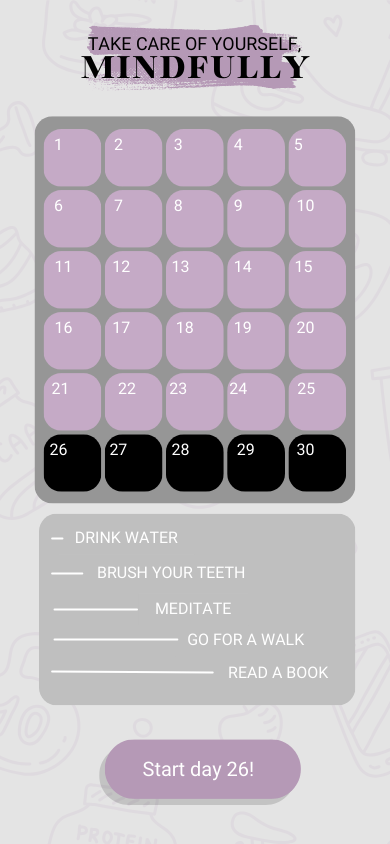 TAKE CARE OF YOURSELF,
MINDFULLY
1 2 3 4 5
6 7 8 9 10
11 12 13 14 15
16 17 18 19 20
21 22 23 24 25
26 27 28 29 30
DRINK WATER
BRUSH YOUR TEETH
MEDITATE
GO FOR A WALK
READ A BOOK
10
Start day 26!
PROTEIN